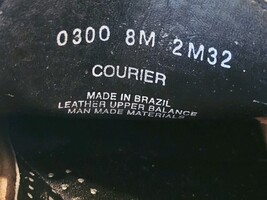 0300 8M 2M32
COURIER
MADE IN BRAZIL
LEATHER UPPER BALANCE
MAN MADE MATERIALS